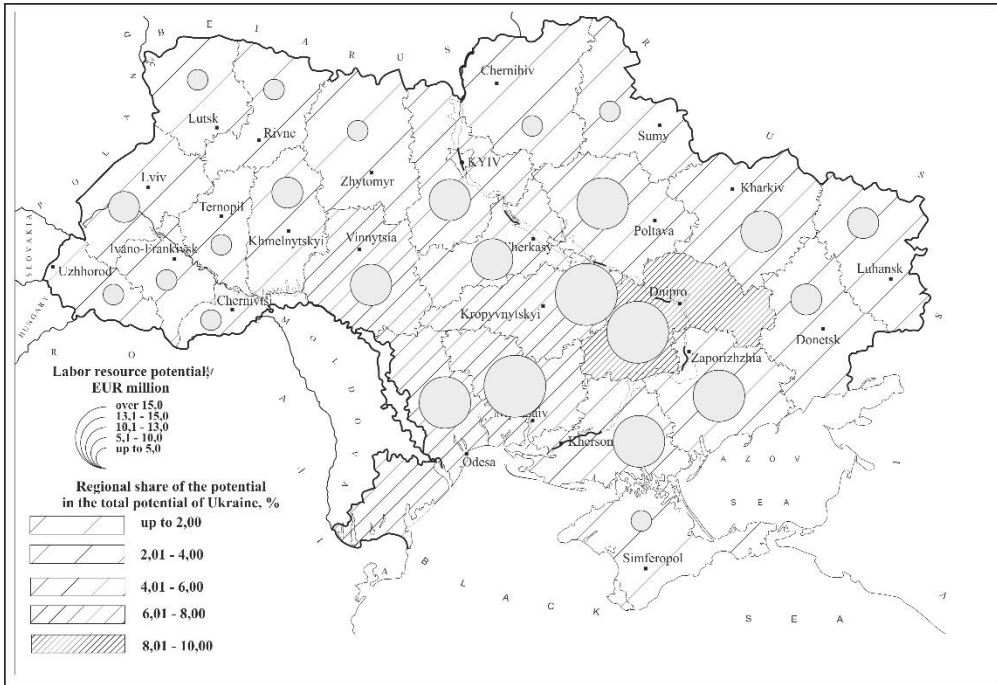 B E L A R U S
Chernihiv
Lutsk
Rivne
Sumy
KYIV
Lviv
Zhytomyr
Kharkiv
P O L A N D
R U S S I A
Ternopil
Khmelnytskyi
Vinnytsia
Poltava
SLOVAKIA
Ivano-Frankivsk
Cherkasy
Uzhhorod
Luhansk
HUNGARY
Chernivtsi
Kropyvnytskyi
Dnipro
Donetsk
M O L D O V A
Zaporizhzhia
R O M A N I A
Labor resource potential,
EUR million
over 15,0
13,1 - 15,0
10,1 - 13,0
5,1 - 10,0
up to 5,0
Kherson
Odesa
A Z O V
S E A
Regional share of the potential
in the total potential of Ukraine, %
up to 2,00
2,01 - 4,00
4,01 - 6,00
6,01 - 8,00
8,01 - 10,00
Simferopol
B L A C K
S E A